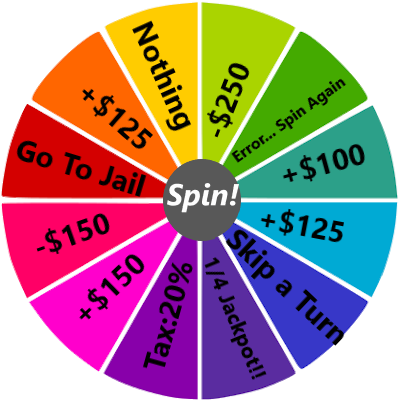 Nothing
-$250
Error... Spin Again
+$100
+$125
Skip a Turn
1/4 Jackpot!!
Tax:20%
+$150
-$150
Go To Jail
+$125
Spin!